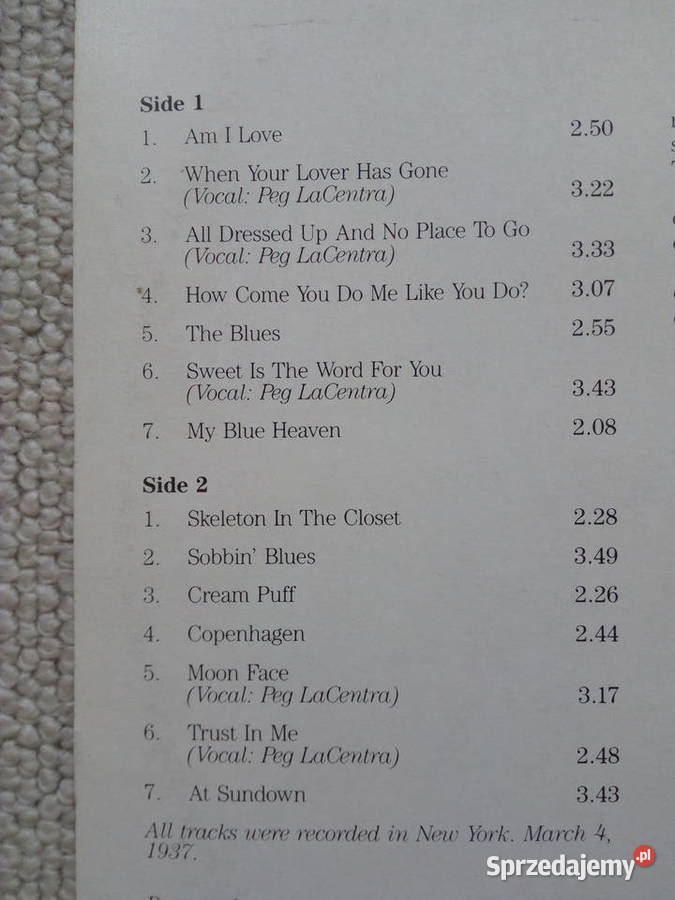 Side 1
1. Am I Love 2.50
2. When Your Lover Has Gone
(Vocal: Peg LaCentra) 3.22
3. All Dressed Up And No Place To Go
(Vocal: Peg LaCentra) 3.33
4. How Come You Do Me Like You Do? 3.07
5. The Blues 2.55
6. Sweet Is The Word For You
(Vocal: Peg LaCentra) 3.43
7. My Blue Heaven 2.08
Side 2
1. Skeleton In The Closet 2.28
2. Sobbin' Blues 3.49
3. Cream Puff 2.26
4. Copenhagen 2.44
5. Moon Face
(Vocal: Peg LaCentra) 3.17
6. Trust In Me
(Vocal: Peg LaCentra) 2.48
7. At Sundown 3.43
All tracks were recorded in New York. March 4,
1937.
Sprzedajemy.pl